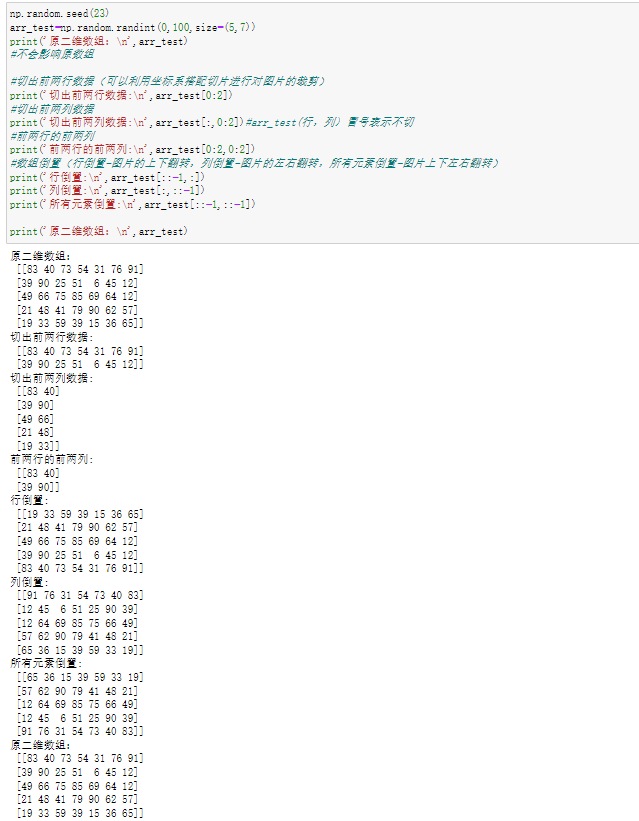 np.random.seed(23)
arr_test=np.random.randint(0,100,size=(5,7))
print('原二维数组：\n',arr_test)
#不会影响原数组
#切出前两行数据（可以利用坐标系搭配切片进行对图片的裁剪）
print('切出前两行数据:\n',arr_test[0:2])
#切出前两列数据
print('切出前两列数据:\n',arr_test[:,0:2])#arr_test(行，列) 冒号表示不切
#前两行的前两列
print('前两行的前两列:\n',arr_test[0:2,0:2])
#数组倒置（行倒置-图片的上下翻转，列倒置-图片的左右翻转，所有元素倒置-图片上下左右翻转）
print('行倒置:\n',arr_test[::-1,:])
print('列倒置:\n',arr_test[:,::-1])
print('所有元素倒置:\n',arr_test[::-1,::-1])
print('原二维数组：\n',arr_test)
原二维数组：
[[83 40 73 54 31 76 91]
[39 90 25 51  6 45 12]
[49 66 75 85 69 64 12]
[21 48 41 79 90 62 57]
[19 33 59 39 15 36 65]]
切出前两行数据:
[[83 40 73 54 31 76 91]
[39 90 25 51  6 45 12]]
切出前两列数据:
[[83 40]
[39 90]
[49 66]
[21 48]
[19 33]]
前两行的前两列:
[[83 40]
[39 90]]
行倒置:
[[19 33 59 39 15 36 65]
[21 48 41 79 90 62 57]
[49 66 75 85 69 64 12]
[39 90 25 51  6 45 12]
[83 40 73 54 31 76 91]]
列倒置:
[[91 76 31 54 73 40 83]
[12 45  6 51 25 90 39]
[12 64 69 85 75 66 49]
[57 62 90 79 41 48 21]
[65 36 15 39 59 33 19]]
所有元素倒置:
[[65 36 15 39 59 33 19]
[57 62 90 79 41 48 21]
[12 64 69 85 75 66 49]
[12 45  6 51 25 90 39]
[91 76 31 54 73 40 83]]
原二维数组：
[[83 40 73 54 31 76 91]
[39 90 25 51  6 45 12]
[49 66 75 85 69 64 12]
[21 48 41 79 90 62 57]
[19 33 59 39 15 36 65]]